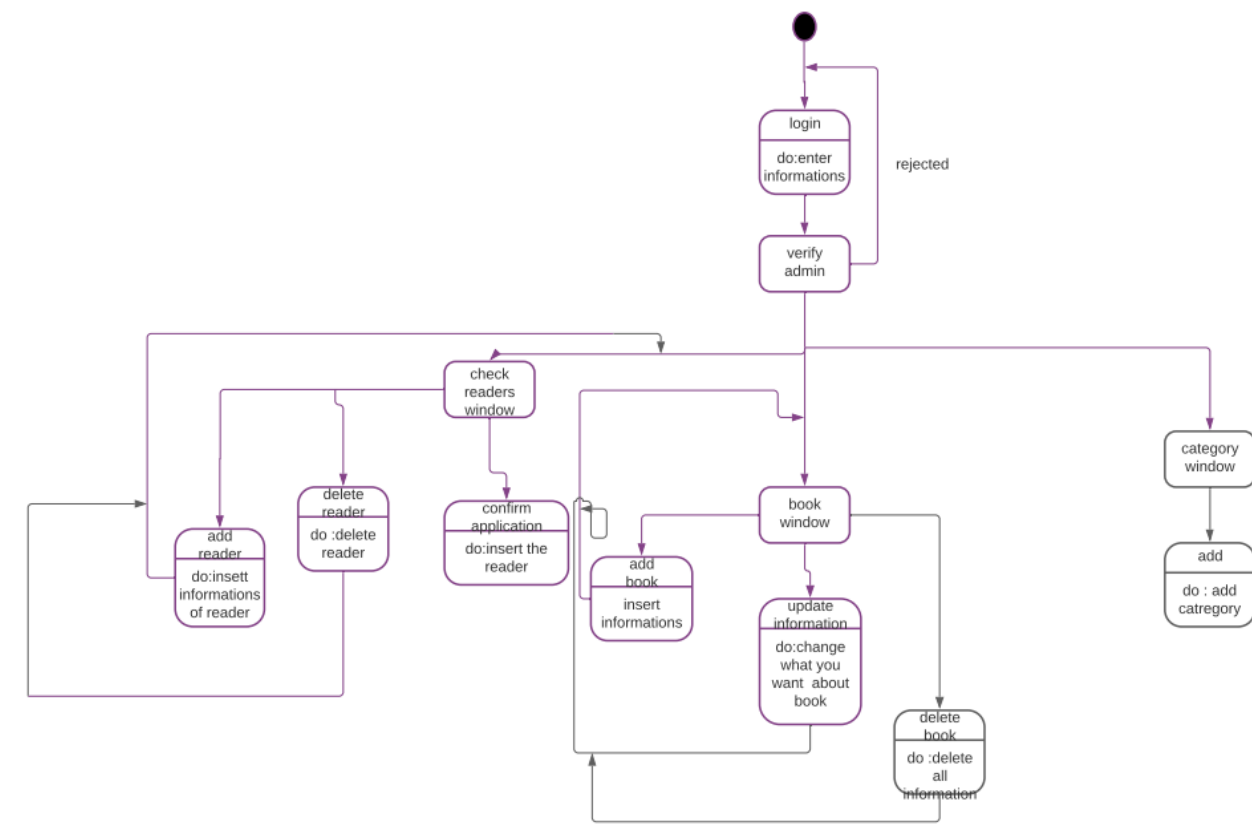 login
do:enter
informations
rejected
verify
admin
check
readers
window
category
window
delete
reader
do :delete
reader
book
window
confirm
application
do:insert the
reader
add
reader
do:insett
informations
of reader
add
book
insert
informations
add
do : add
catregory
update
information
do:change
what you
want about
book
delete
book
do :delete
all
information